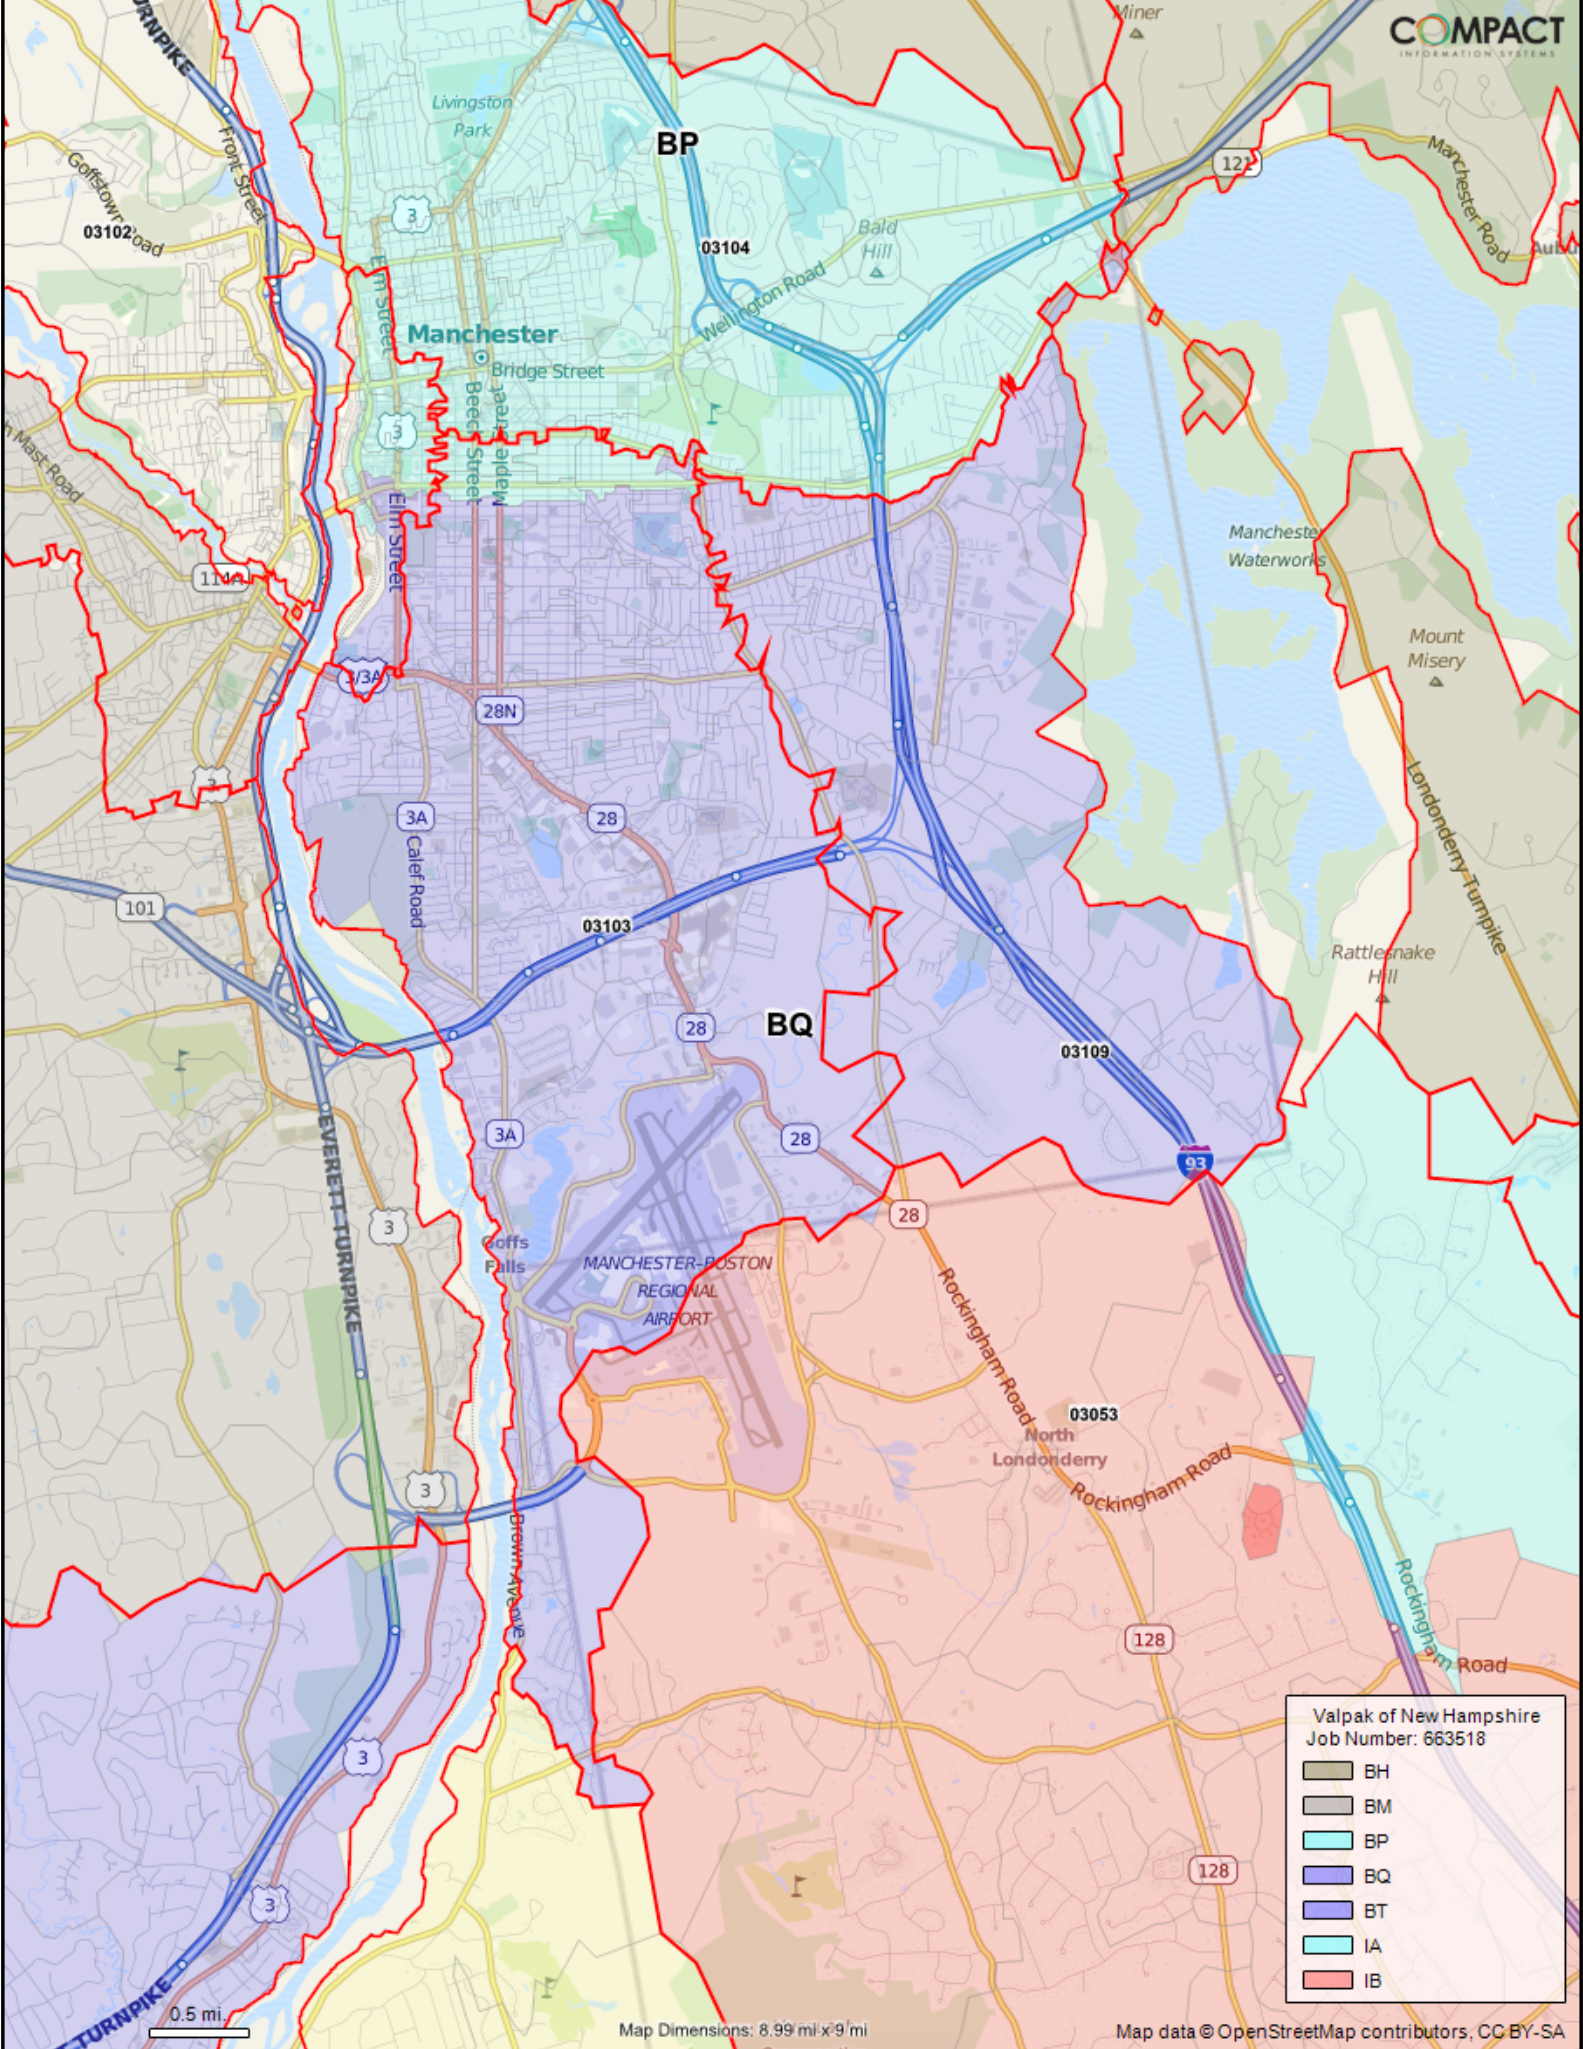 URNPIKE
Miner
COMPACT
INFORMATION SYSTEMS
Livingston
Park
BP
Front Street
Goffstown Road
03102
3
121
Manchester Road
Bald
Hill
03104
Elm Street
Wellington Road
Manchester
Bridge Street
Beech Street
Maple Street
3
n Mast Road
Elm Street
Manchester
Waterworks
114A
Mount
Misery
3/3A
28N
3
3A
28
Calef Road
Londonderry Turnpike
101
03103
Rattlesnake
Hill
28
BQ
03109
3A
28
EVERETT TURNPIKE
93
3
28
Goffs
Falls
MANCHESTER-BOSTON
REGIONAL
AIRPORT
Rockingham Road
03053
North
Londonderry
Rockingham Road
3
Brown Avenue
Rockingham Road
128
3
128
3
TURNPIKE
0.5 mi.
Valpak of New Hampshire
Job Number: 663518
BH
BM
BP
BQ
BT
IA
IB
Map Dimensions: 8.99 mi x 9 mi
Map data © OpenStreetMap contributors, CC BY-SA